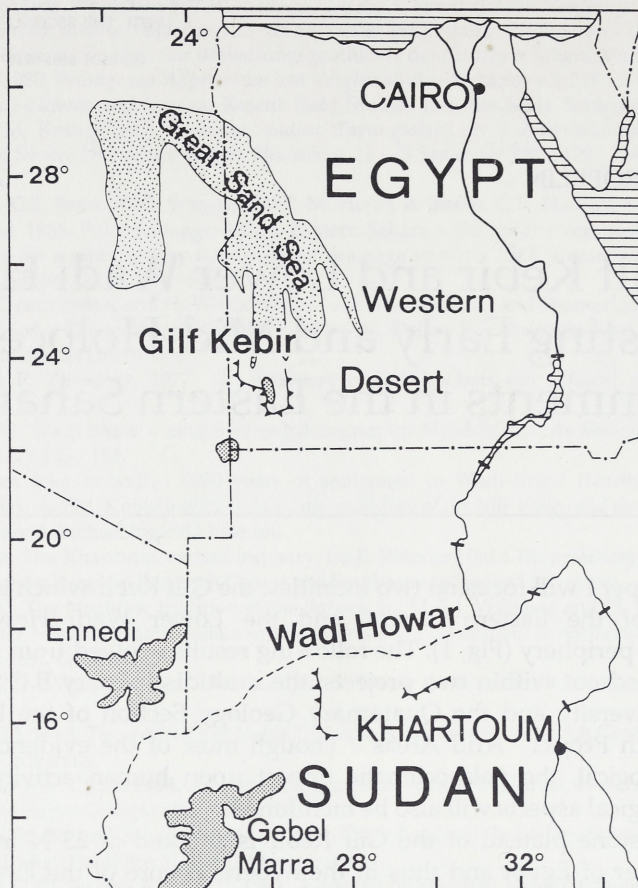 24°
CAIRO
28°
EGYPT
Great Sand Sea
Western
Gilf Kebir
24°
Desert
20°
Ennedi
Wadi Howar
16°
KHARTOUM
SUDAN
Gebel
Marra
28°
32°